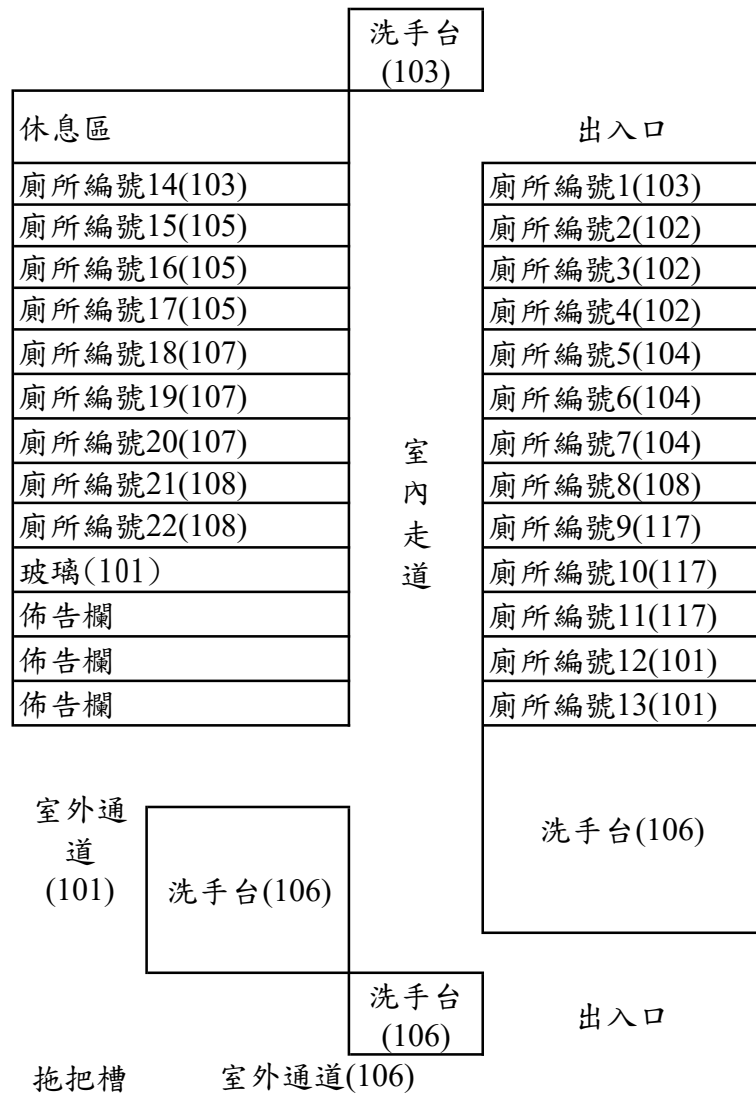 洗手台
(103)
休息區
出入口
廁所編號14(103)
廁所編號1(103)
廁所編號15(105)
廁所編號2(102)
廁所編號16(105)
廁所編號3(102)
廁所編號17(105)
廁所編號4(102)
廁所編號18(107)
廁所編號5(104)
廁所編號19(107)
廁所編號6(104)
廁所編號20(107)
廁所編號7(104)
廁所編號21(108)
廁所編號8(108)
廁所編號22(108)
廁所編號9(117)
玻璃(101)
廁所編號10(117)
佈告欄
廁所編號11(117)
佈告欄
廁所編號12(101)
佈告欄
廁所編號13(101)
室
內
走
道
室外通
道
(101)
洗手台(106)
洗手台(106)
洗手台
(106)
出入口
拖把槽
室外通道(106)